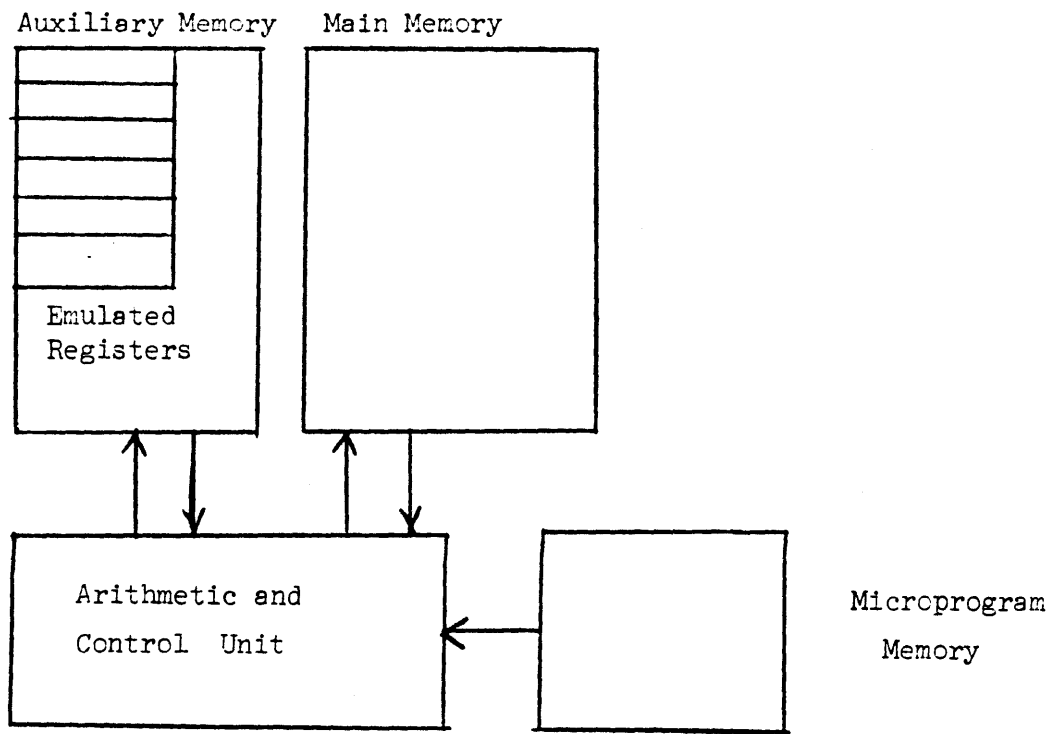 Auxiliary Memory
Main Memory
Emulated
Registers
Arithmetic and
Control Unit
Microprogram
Memory